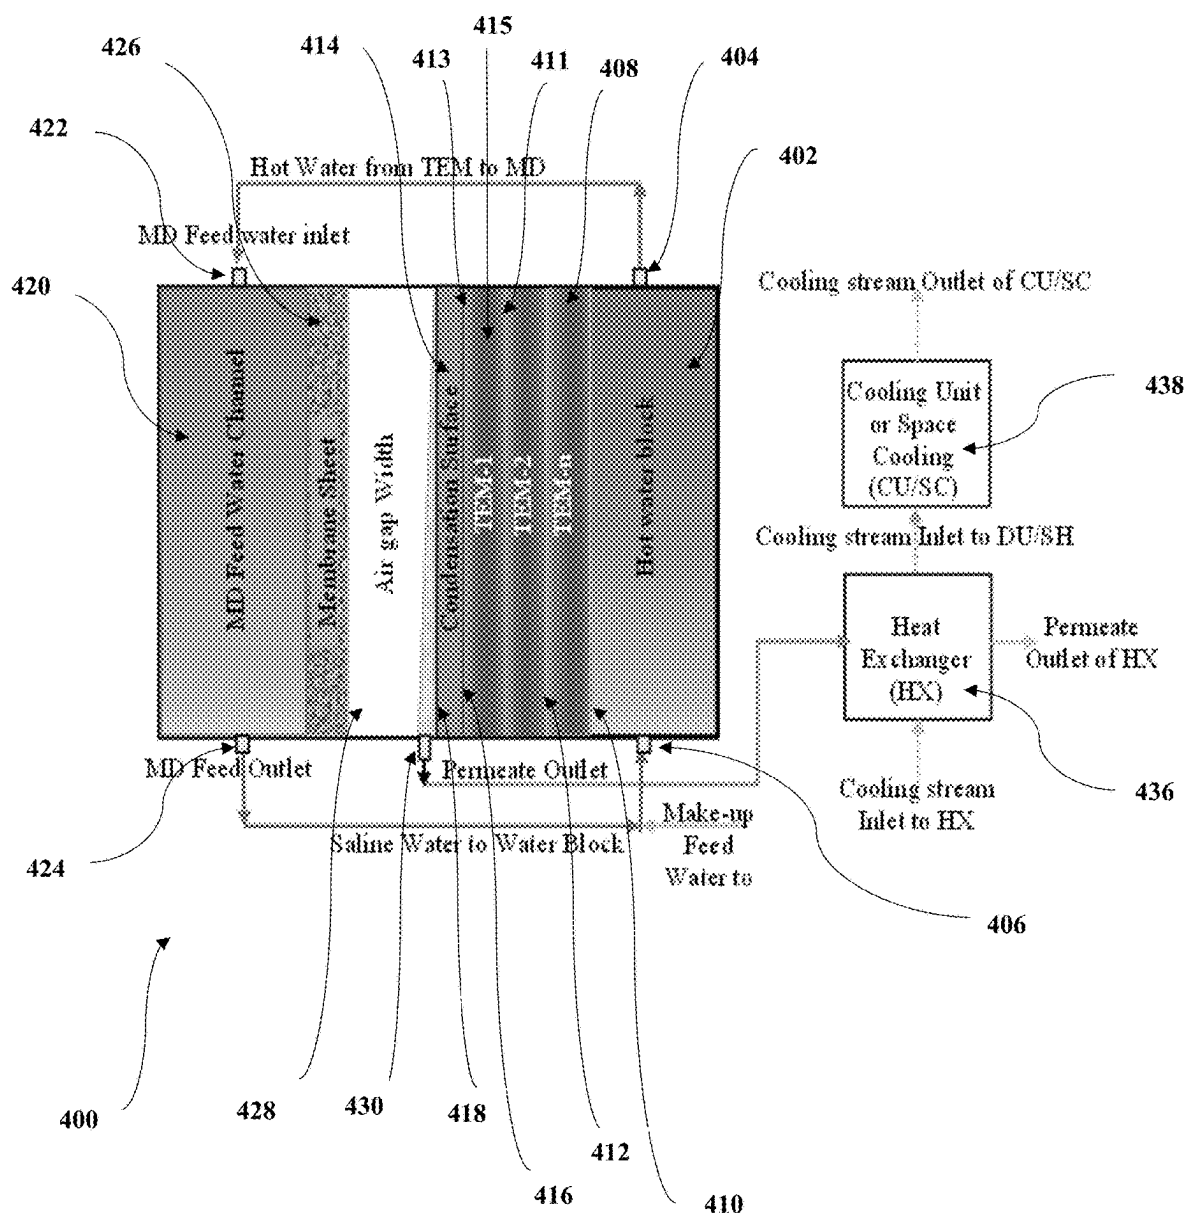 415
426
414
413
411
408
404
422
402
Hot Water from TEM to MD
MD Feed water inlet
420
Cooling stream Outlet of CU/SC
MD Feed Water Channel
Membrane Sheet
Air gap Width
Condensation Surface
TEM-1
TEM-2
TEM-n
Hot water block
Cooling Unit
or Space
Cooling
(CU/SC)
438
Cooling stream Inlet to DU/SH
Heat
Exchanger
(HX)
Permeate
Outlet of HX
MD Feed Outlet
Permeate Outlet
Cooling stream
Inlet to HX
436
Make-up
Feed
Water to
Saline Water to Water Block
424
406
400
428
430
418
412
416
410